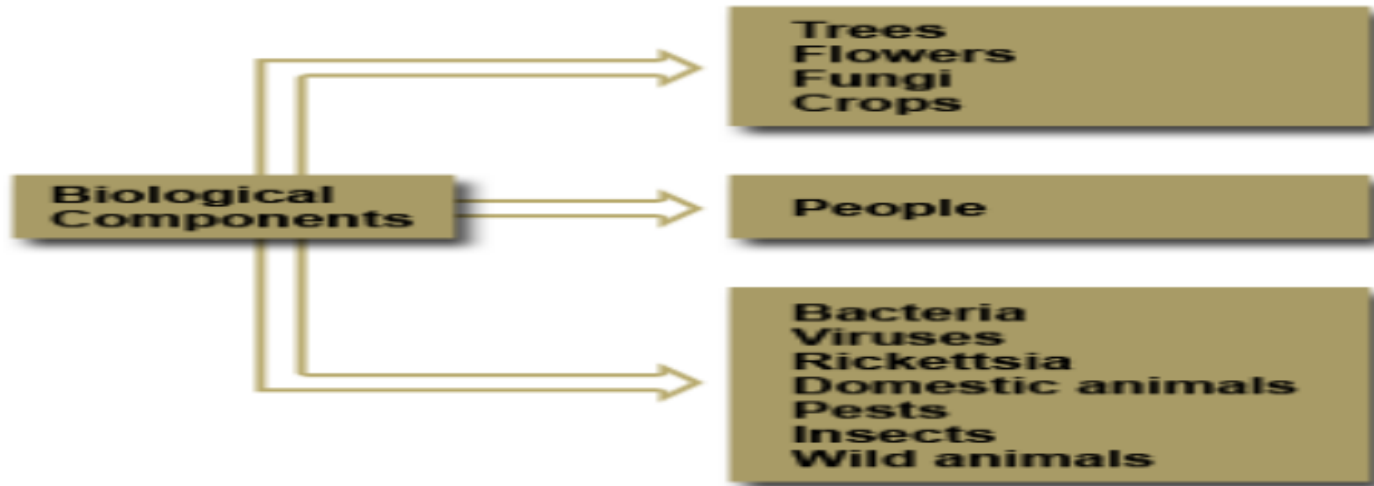 Biological
Components
Trees
Flowers
Fungi
Crops
People
Bacteria
Viruses
Rickettsia
Domestic animals
Pests
Insects
Wild animals